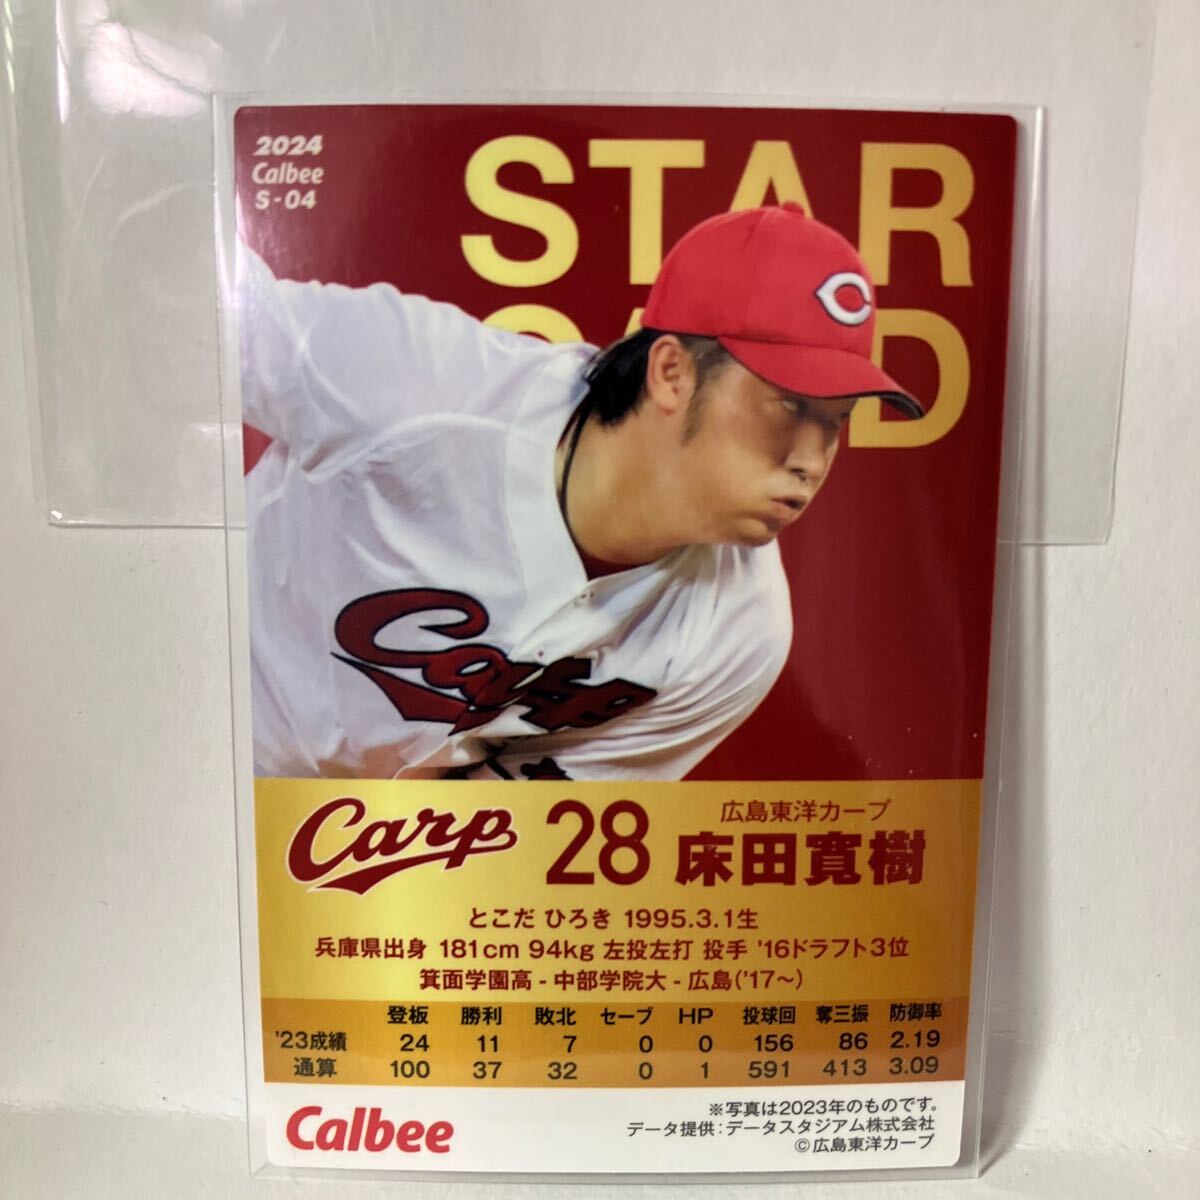 2024
Calbee
S-04
STAR
D
Carp
Carp
28
広島東洋カープ
床田寛樹
とこだ ひろき 1995.3.1生
兵庫県出身 181cm 94kg 左投左打 投手 '16ドラフト3位
箕面学園高 - 中部学院大 - 広島('17〜)
登板 勝利 敗北 セーブ HP 投球回 奪三振 防御率
'23成績 24 11 7 0 0 156 86 2.19
通算 100 37 32 0 1 591 413 3.09
Calbee
※写真は2023年のものです。
データ提供:データスタジアム株式会社
©広島東洋カープ